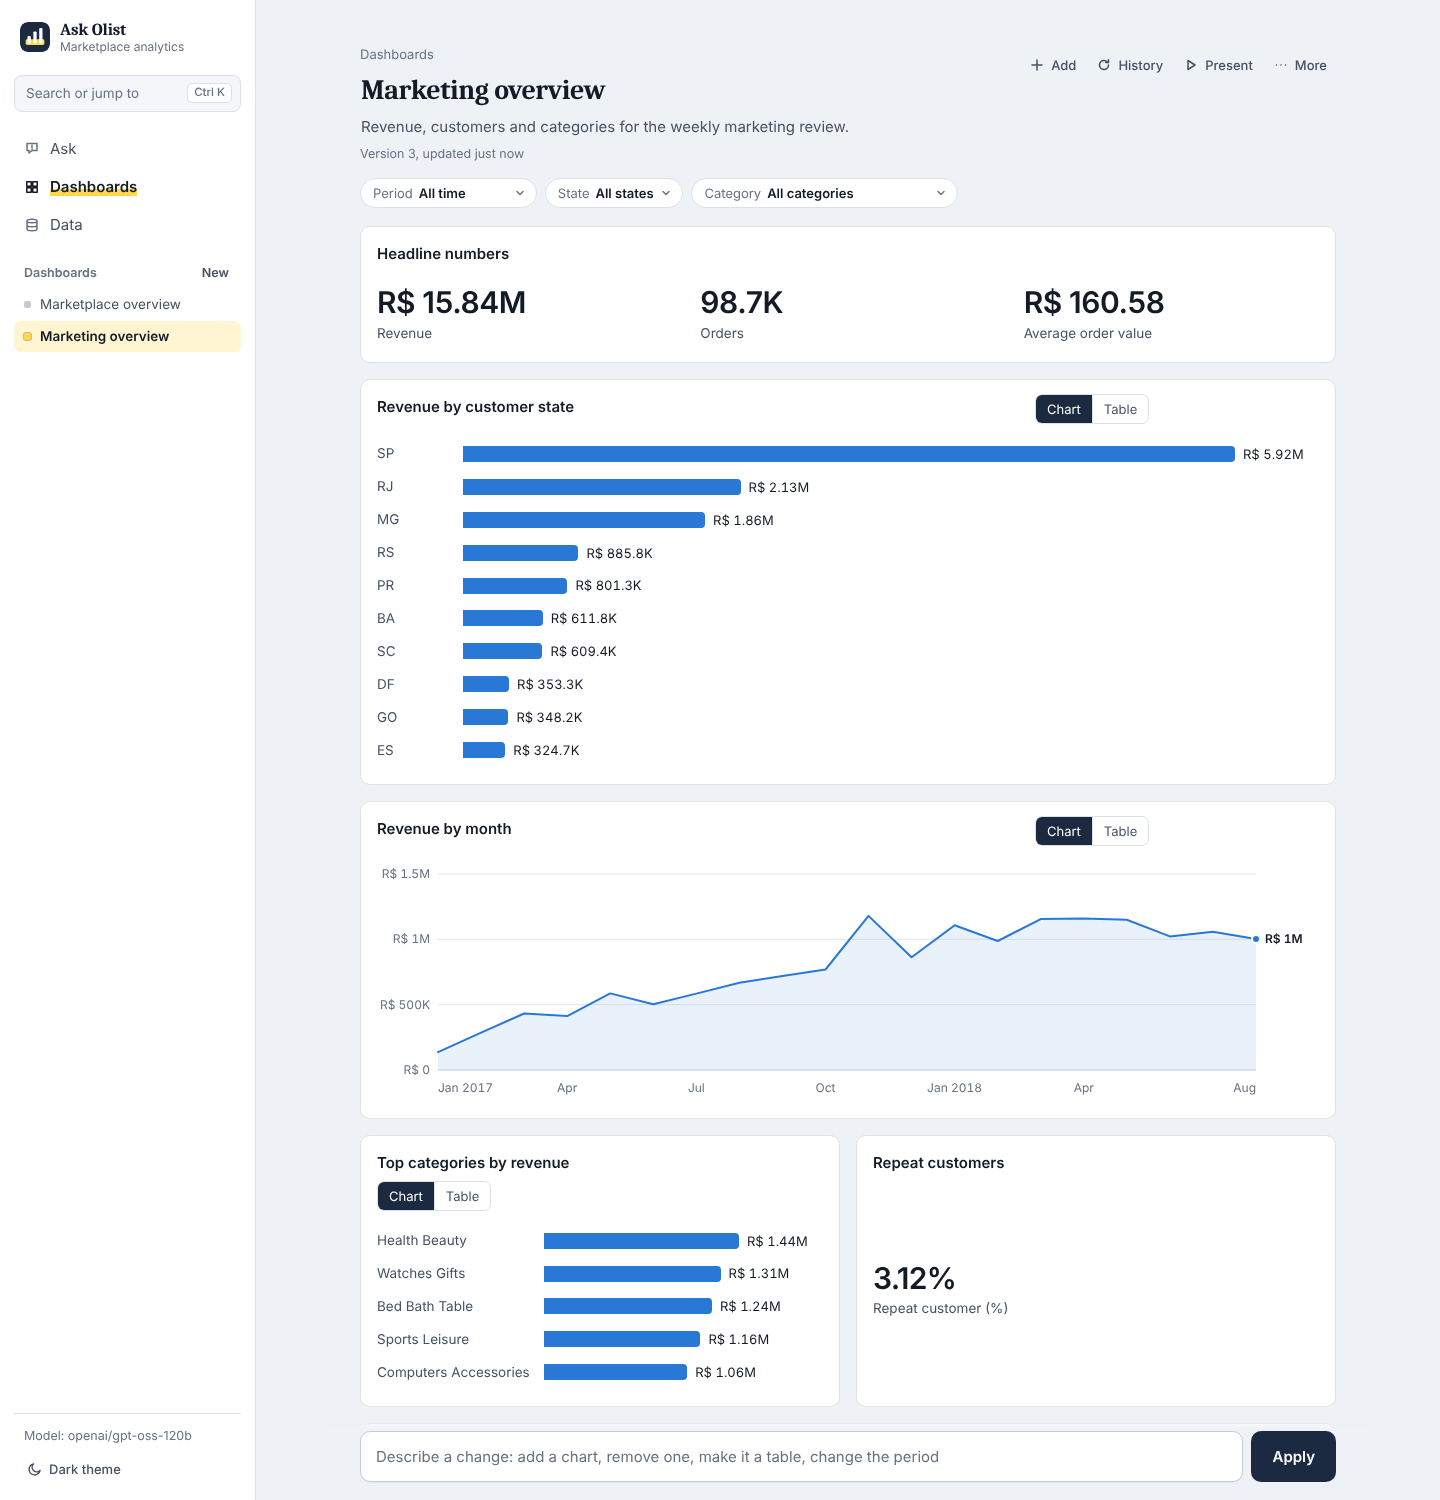 Ask Olist
Marketplace analytics
Search or jump to
Ctrl K
Ask
Dashboards
Data
Dashboards
New
Marketplace overview
Marketing overview
Model: openai/gpt-oss-120b
Dark theme
Dashboards
Add
History
Present
More
Marketing overview
Revenue, customers and categories for the weekly marketing review.
Version 3, updated just now
Period All time
State All states
Category All categories
Headline numbers
R$ 15.84M
Revenue
98.7K
Orders
R$ 160.58
Average order value
Revenue by customer state
Chart
Table
SP R$ 5.92M
RJ R$ 2.13M
MG R$ 1.86M
RS R$ 885.8K
PR R$ 801.3K
BA R$ 611.8K
SC R$ 609.4K
DF R$ 353.3K
GO R$ 348.2K
ES R$ 324.7K
Revenue by month
Chart
Table
R$ 1.5M
R$ 1M
R$ 1M
R$ 500K
R$ 0
Jan 2017 Apr Jul Oct Jan 2018 Apr Aug
Top categories by revenue
Chart
Table
Health Beauty R$ 1.44M
Watches Gifts R$ 1.31M
Bed Bath Table R$ 1.24M
Sports Leisure R$ 1.16M
Computers Accessories R$ 1.06M
Repeat customers
3.12%
Repeat customer (%)
Describe a change: add a chart, remove one, make it a table, change the period
Apply